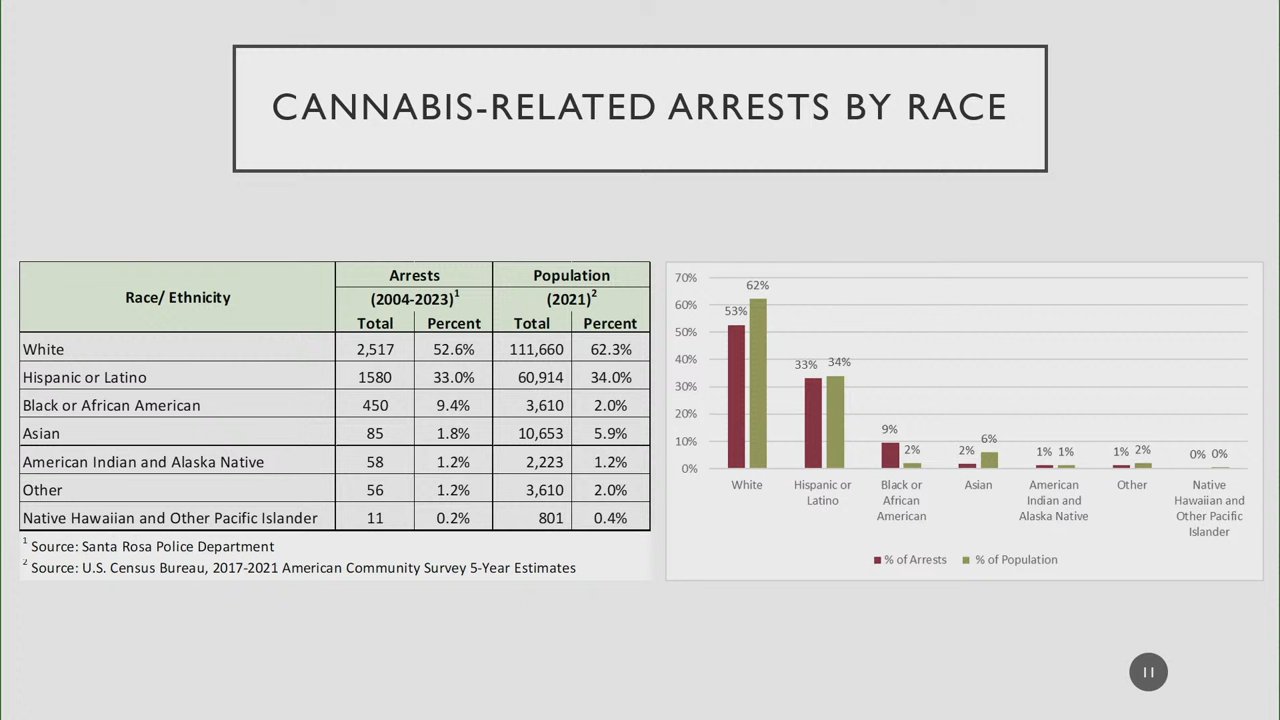 CANNABIS-RELATED ARRESTS BY RACE
Race/ Ethnicity Arrests Population
(2004-2023)1 (2021)2
Total Percent Total Percent
White 2,517 52.6% 111,660 62.3%
Hispanic or Latino 1580 33.0% 60,914 34.0%
Black or African American 450 9.4% 3,610 2.0%
Asian 85 1.8% 10,653 5.9%
American Indian and Alaska Native 58 1.2% 2,223 1.2%
Other 56 1.2% 3,610 2.0%
Native Hawaiian and Other Pacific Islander 11 0.2% 801 0.4%
1 Source: Santa Rosa Police Department
2 Source: U.S. Census Bureau, 2017-2021 American Community Survey 5-Year Estimates
70%
60%
50%
40%
30%
20%
10%
0%
53% 62%
33% 34%
9% 2%
2% 6%
1% 1%
1% 2%
0% 0%
White
Hispanic or
Latino
Black or
African
American
Asian
American
Indian and
Alaska Native
Other
Native
Hawaiian and
Other Pacific
Islander
% of Arrests % of Population
11